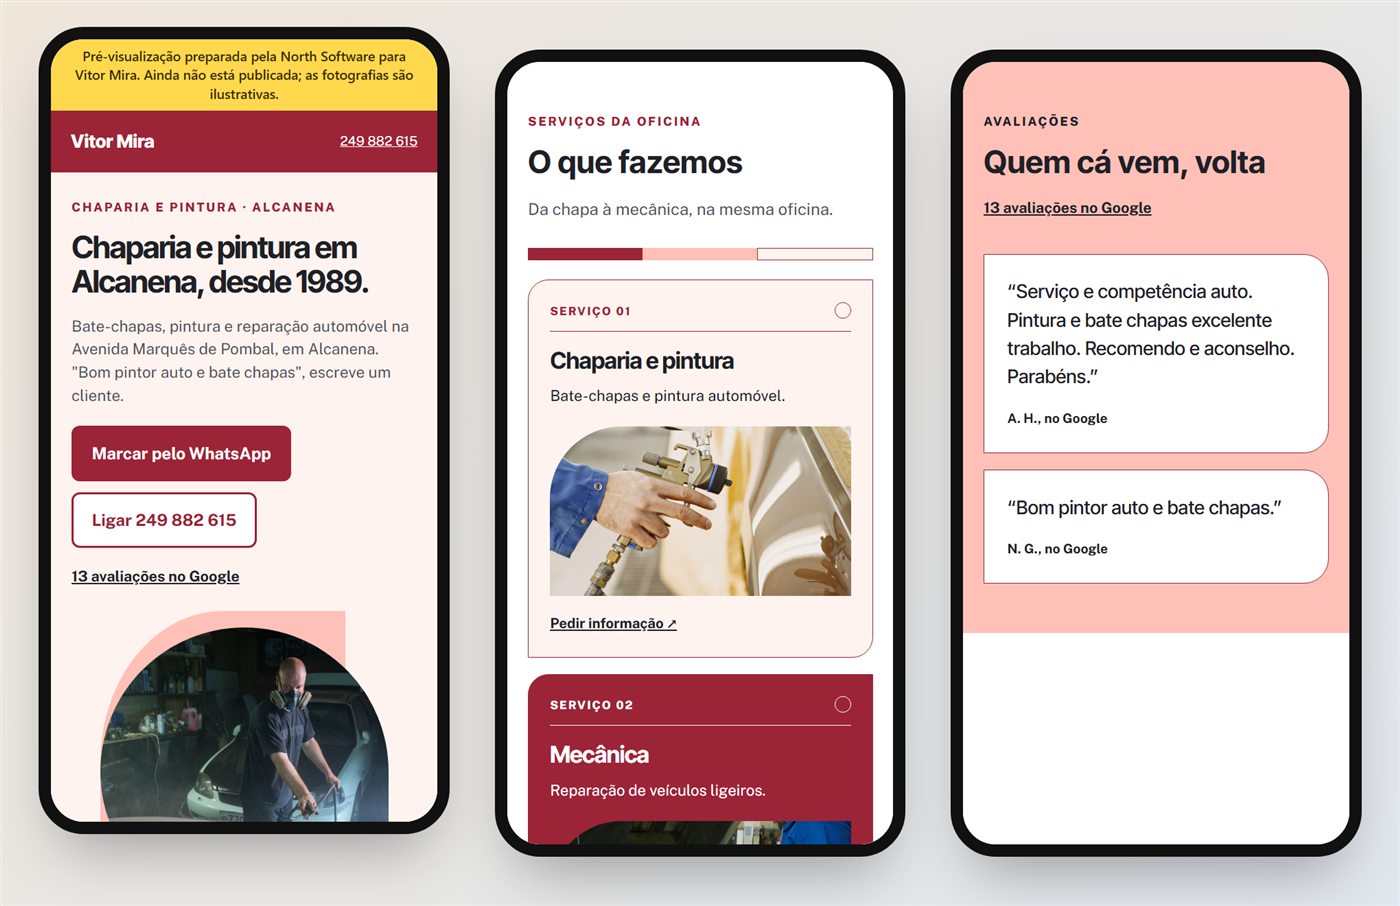 Pré-visualização preparada pela North Software para
Vitor Mira. Ainda não está publicada; as fotografias são
ilustrativas.
Vitor Mira
249 882 615
CHAPARIA E PINTURA · ALCANENA
Chaparia e pintura em
Alcanena, desde 1989.
Bate-chapas, pintura e reparação automóvel na
Avenida Marquês de Pombal, em Alcanena.
"Bom pintor auto e bate chapas", escreve um
cliente.
Marcar pelo WhatsApp
Ligar 249 882 615
13 avaliações no Google
SERVIÇOS DA OFICINA
O que fazemos
Da chapa à mecânica, na mesma oficina.
SERVIÇO 01
Chaparia e pintura
Bate-chapas e pintura automóvel.
Pedir informação ↗
SERVIÇO 02
Mecânica
Reparação de veículos ligeiros.
AVALIAÇÕES
Quem cá vem, volta
13 avaliações no Google
“Serviço e competência auto.
Pintura e bate chapas excelente
trabalho. Recomendo e aconselho.
Parabéns.”
A. H., no Google
“Bom pintor auto e bate chapas.”
N. G., no Google